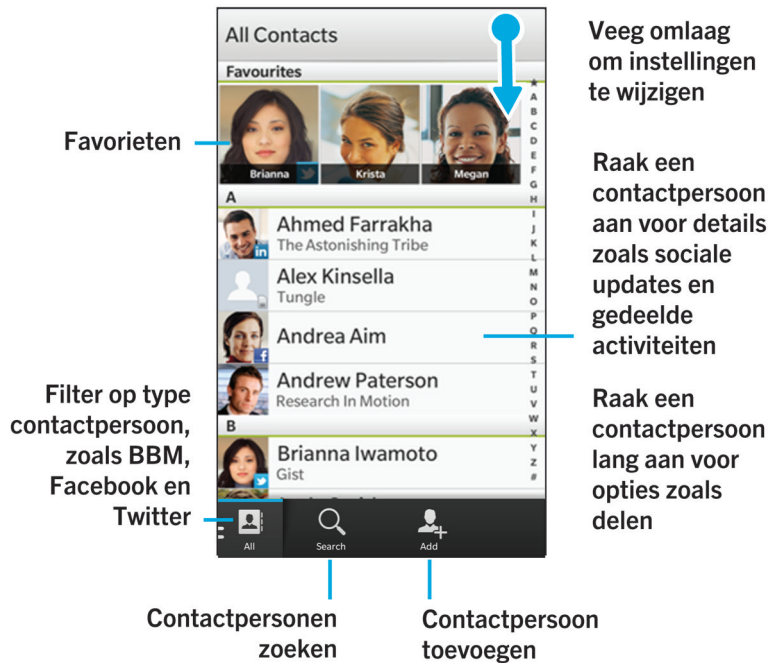 All Contacts
Favourites
Brianna
Krista
Megan
★
A
B
C
D
E
F
G
H
I
J
K
L
M
N
O
P
Q
R
S
T
U
V
W
X
Y
Z
#
A
Ahmed Farrakha
The Astonishing Tribe
in
Alex Kinsella
Tungle
Andrea Aim
f
Andrew Paterson
Research In Motion
B
Brianna Iwamoto
Gist
All
Search
Add
Favorieten
Filter op type
contactpersoon,
zoals BBM,
Facebook en
Twitter
Contactpersonen
zoeken
Contactpersoon
toevoegen
Veeg omlaag
om instellingen
te wijzigen
Raak een
contactpersoon
aan voor details
zoals sociale
updates en
gedeelde
activiteiten
Raak een
contactpersoon
lang aan voor
opties zoals
delen